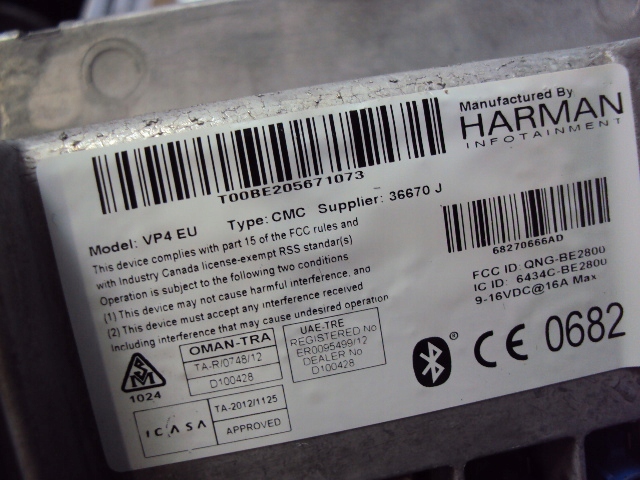 Manufactured By
HARMAN
INFOTAINMENT
T00BE205671073
Model: VP4 EU Type: CMC Supplier: 36670 J
68270666AD
This device complies with part 15 of the FCC rules and
with Industry Canada license-exempt RSS standar(s)
Operation is subject to the following two conditions
(1) This device may not cause harmful interference, and
(2) This device must accept any interference received
Including interference that may cause undesired operation
FCC ID: QNG-BE2800
IC ID: 6434C-BE2800
9-16VDC@16A Max
1024
OMAN-TRA
TA-R/0748/12
D100428
UAE-TRE
REGISTERED No
ER0095499/12
DEALER No
D100428
CE 0682
ICASA
TA-2012/1125
APPROVED